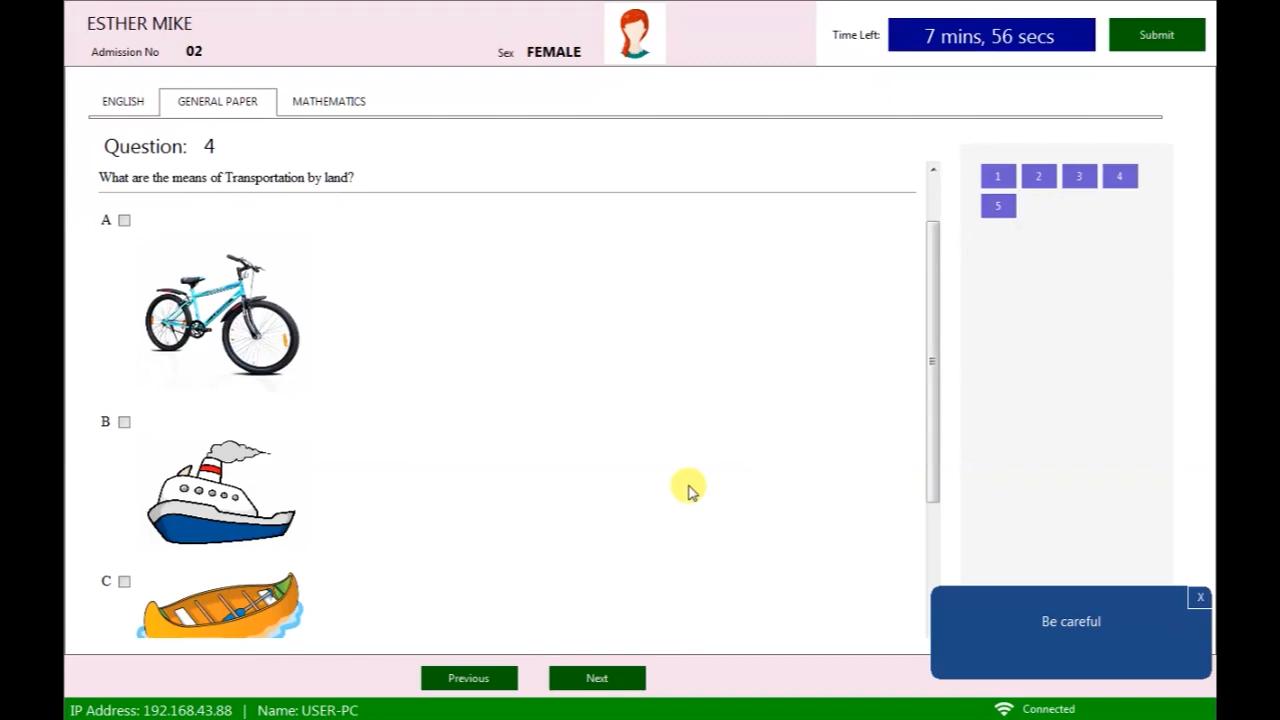 ESTHER MIKE
Admission No 02
Sex FEMALE
Time Left: 7 mins, 56 secs
Submit
ENGLISH GENERAL PAPER MATHEMATICS
Question: 4
What are the means of Transportation by land?
1 2 3 4
5
A
B
C
X
Be careful
Previous Next
IP Address: 192.168.43.88 | Name: USER-PC
Connected